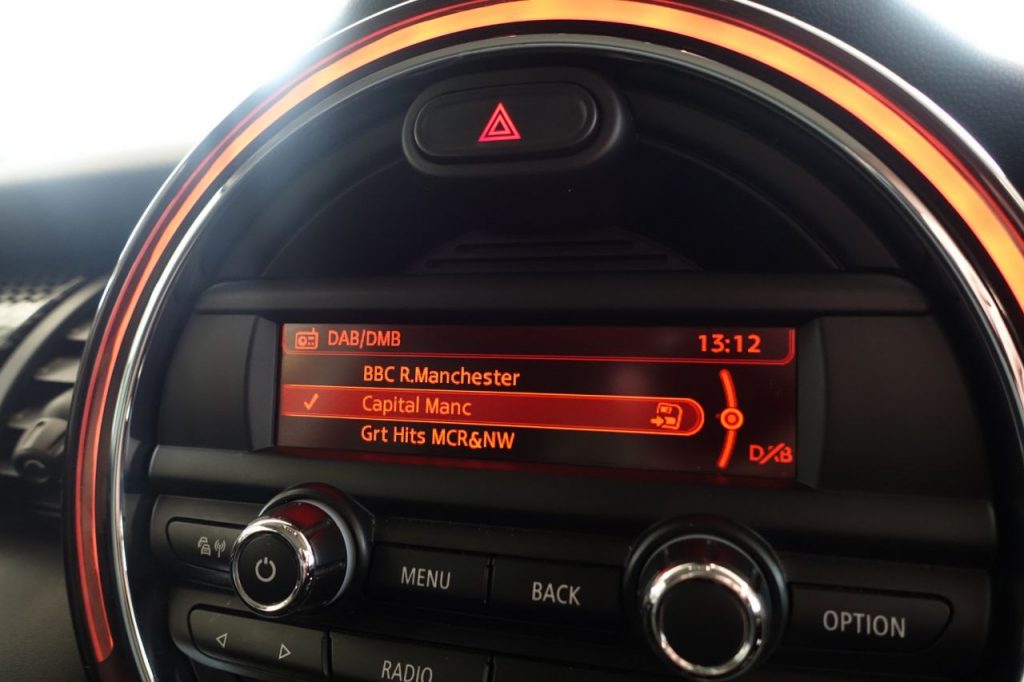 DAB/DMB 13:12
BBC R.Manchester
Capital Manc
Grt Hits MCR&NW
DAB
MENU
BACK
OPTION
RADIO